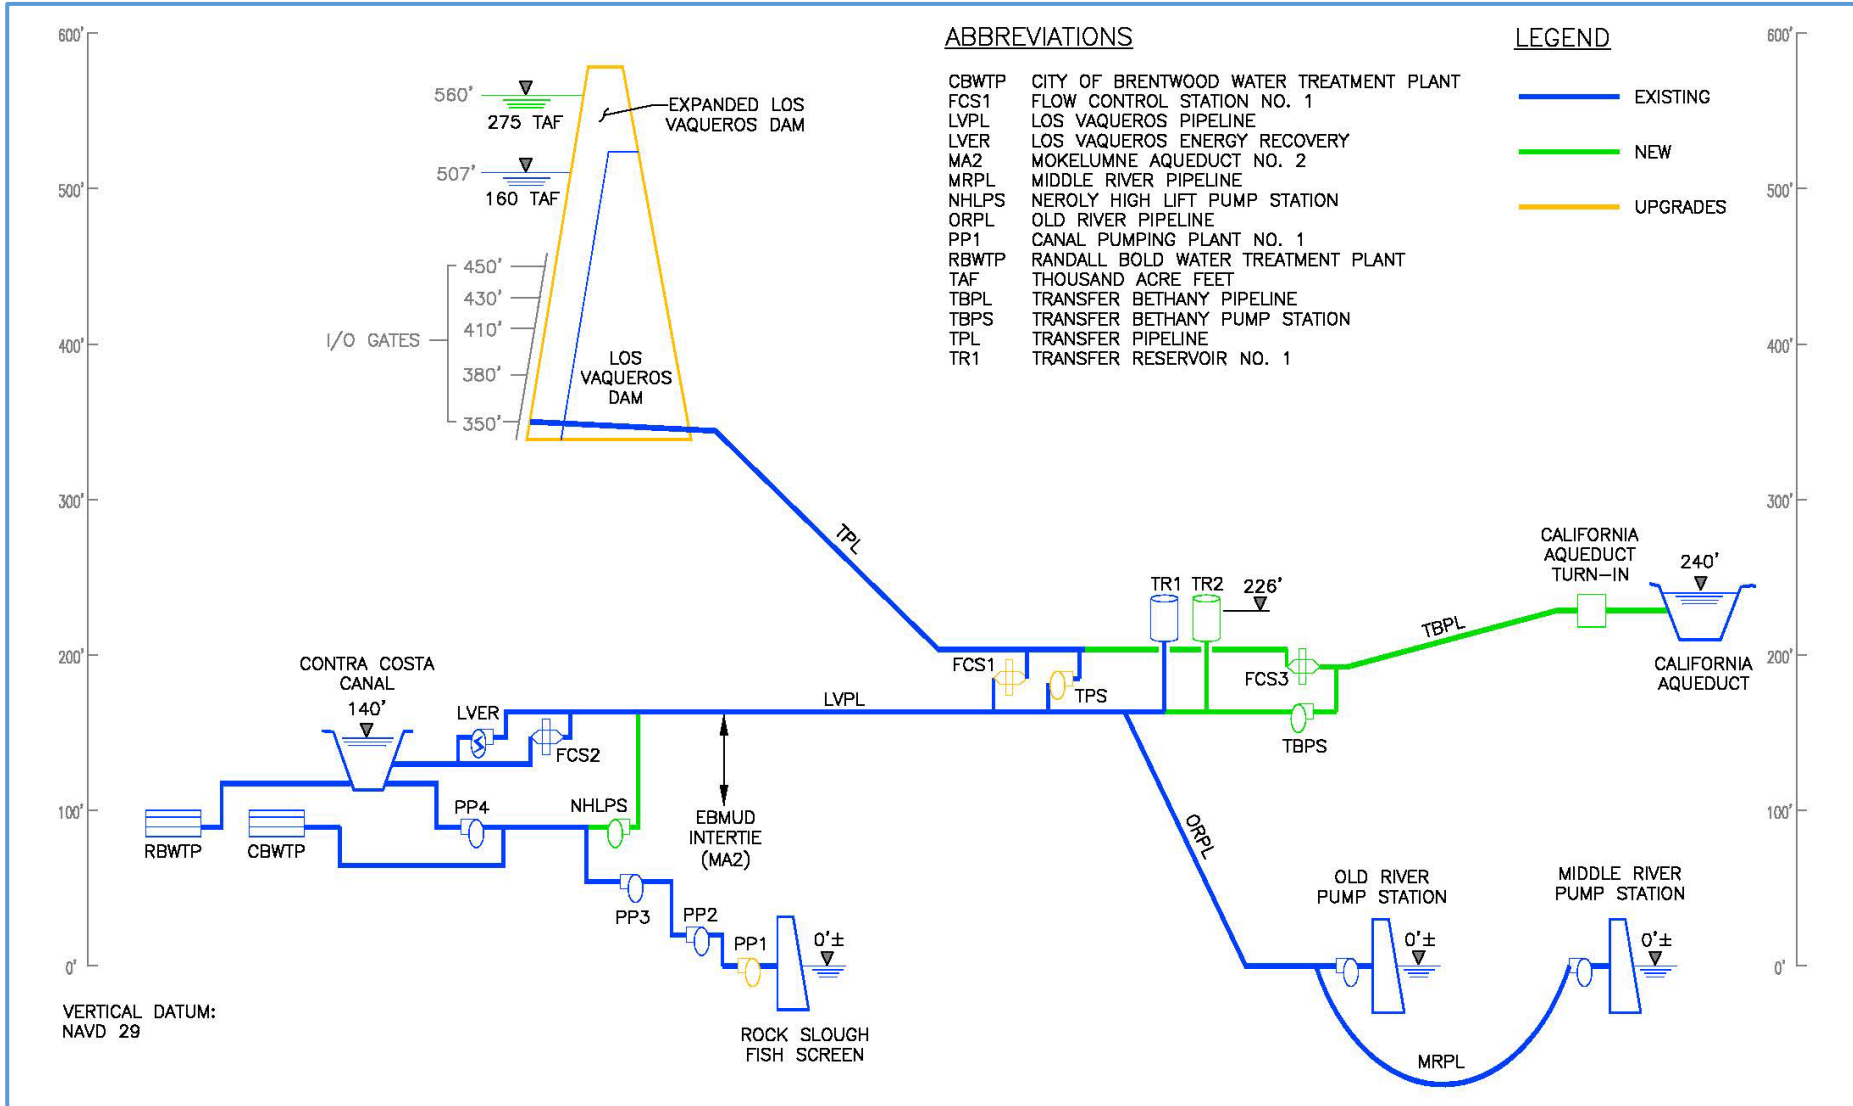 600'
500'
400'
300'
200'
100'
0'
VERTICAL DATUM:
NAVD 29
560'
275 TAF
507'
160 TAF
EXPANDED LOS
VAQUEROS DAM
I/O GATES
450'
430'
410'
380'
350'
LOS
VAQUEROS
DAM
ABBREVIATIONS
CBWTP CITY OF BRENTWOOD WATER TREATMENT PLANT
FCS1 FLOW CONTROL STATION NO. 1
LVPL LOS VAQUEROS PIPELINE
LVER LOS VAQUEROS ENERGY RECOVERY
MA2 MOKELUMNE AQUEDUCT NO. 2
MRPL MIDDLE RIVER PIPELINE
NHLPS NEROLY HIGH LIFT PUMP STATION
ORPL OLD RIVER PIPELINE
PP1 CANAL PUMPING PLANT NO. 1
RBWTP RANDALL BOLD WATER TREATMENT PLANT
TAF THOUSAND ACRE FEET
TBPL TRANSFER BETHANY PIPELINE
TBPS TRANSFER BETHANY PUMP STATION
TPL TRANSFER PIPELINE
TR1 TRANSFER RESERVOIR NO. 1
LEGEND
EXISTING
NEW
UPGRADES
600'
500'
400'
300'
200'
100'
0'
TPL
TR1
TR2
226'
CALIFORNIA
AQUEDUCT
TURN-IN
240'
TBPL
CALIFORNIA
AQUEDUCT
FCS1
TPS
FCS3
TBPS
LVPL
CONTRA COSTA
CANAL
140'
LVER
FCS2
RBWTP
CBWTP
PP4
NHLPS
EBMUD
INTERTIE
(MA2)
PP3
PP2
PP1
0'±
ROCK SLOUGH
FISH SCREEN
ORPL
OLD RIVER
PUMP STATION
0'±
MIDDLE RIVER
PUMP STATION
0'±
MRPL